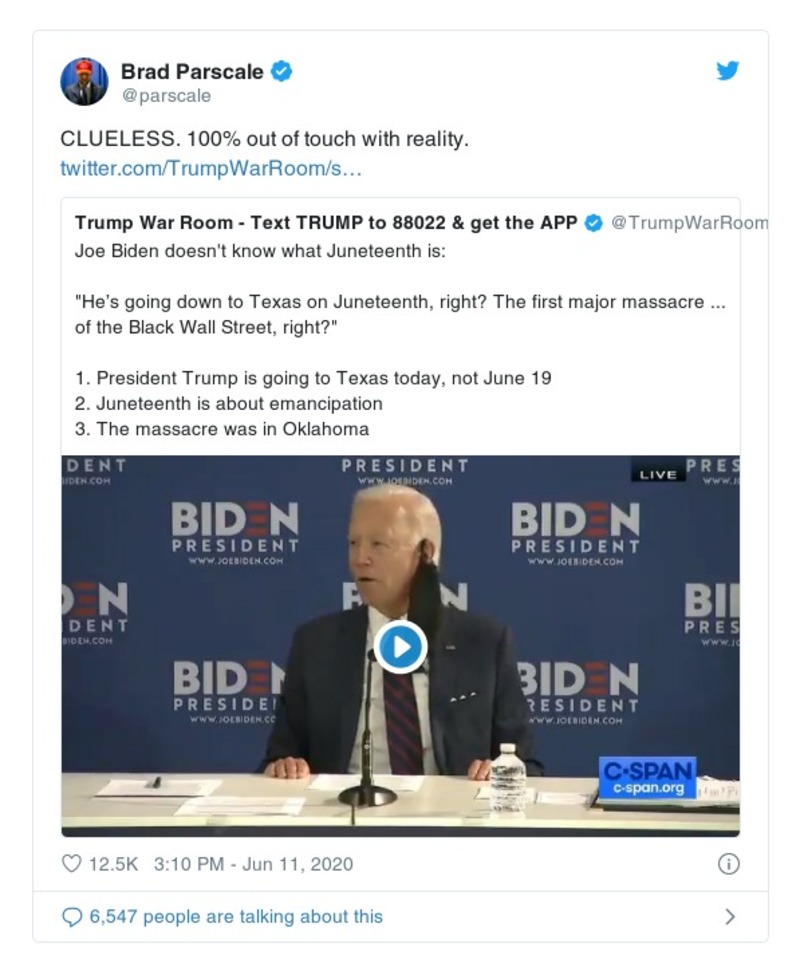 Brad Parscale
@parscale
CLUELESS. 100% out of touch with reality.
twitter.com/TrumpWarRoom/s…
Trump War Room - Text TRUMP to 88022 & get the APP @TrumpWarRoom
Joe Biden doesn't know what Juneteenth is:
"He’s going down to Texas on Juneteenth, right? The first major massacre ...
of the Black Wall Street, right?"
1. President Trump is going to Texas today, not June 19
2. Juneteenth is about emancipation
3. The massacre was in Oklahoma
DENT
IDEN.COM
PRESIDENT
WWW.JOEBIDEN.COM
LIVE
PRES
WWW.J
BIDEN
PRESIDENT
WWW.JOEBIDEN.COM
BIDEN
PRESIDENT
WWW.JOEBIDEN.COM
DEN
IDENT
BIDEN.COM
BI
PRES
WWW.JO
BIDEN
PRESIDE
WWW.JOEBIDEN.CO
BIDEN
RESIDENT
WWW.JOEBIDEN.COM
C-SPAN
c-span.org
12.5K 3:10 PM - Jun 11, 2020
6,547 people are talking about this